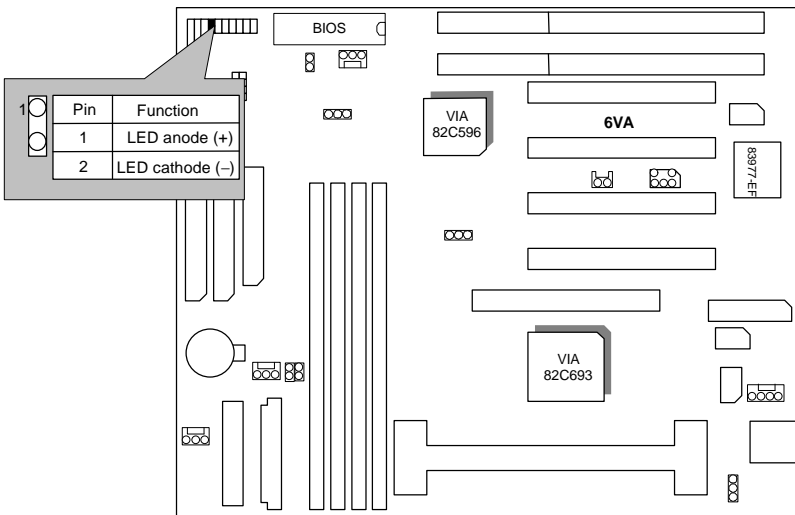 BIOS
1
Pin Function
1 LED anode (+)
2 LED cathode (−)
VIA
82C596
6VA
83977-EF
VIA
82C693